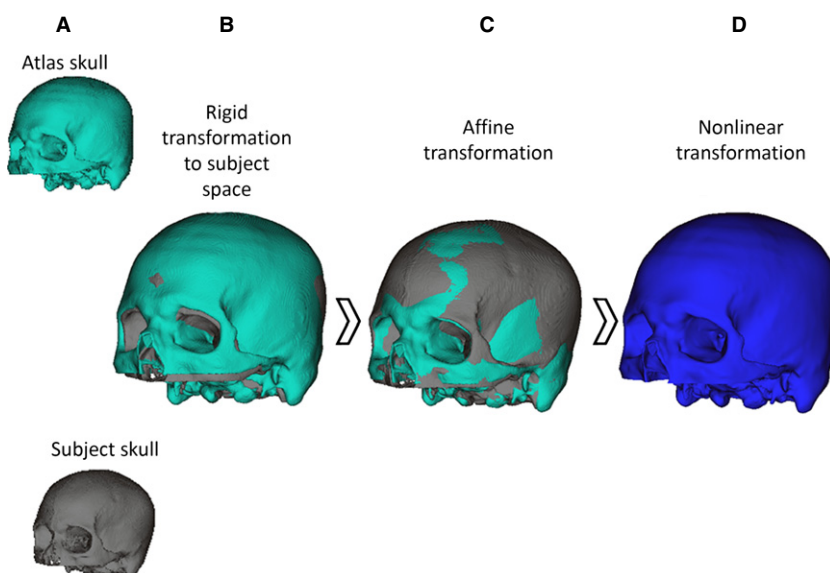 A
B
C
D
Atlas skull
Rigid
transformation
to subject
space
Affine
transformation
Nonlinear
transformation
Subject skull